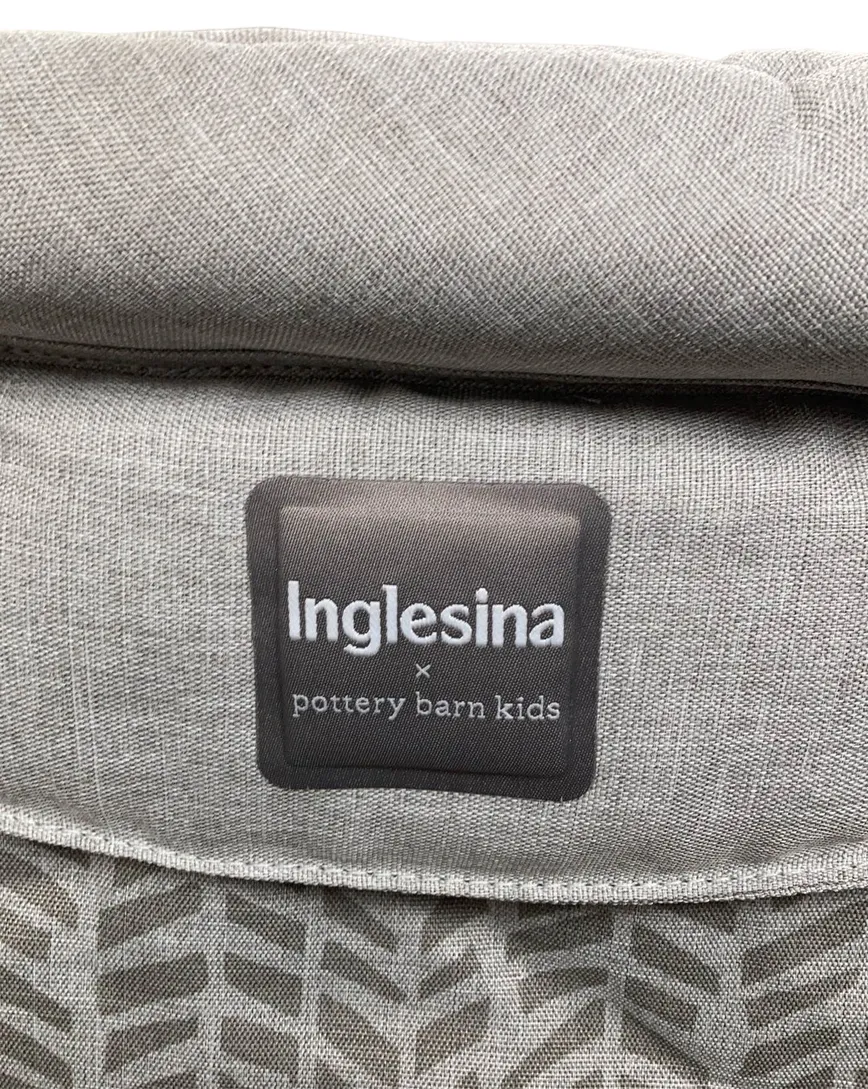 Inglesina
×
pottery barn kids